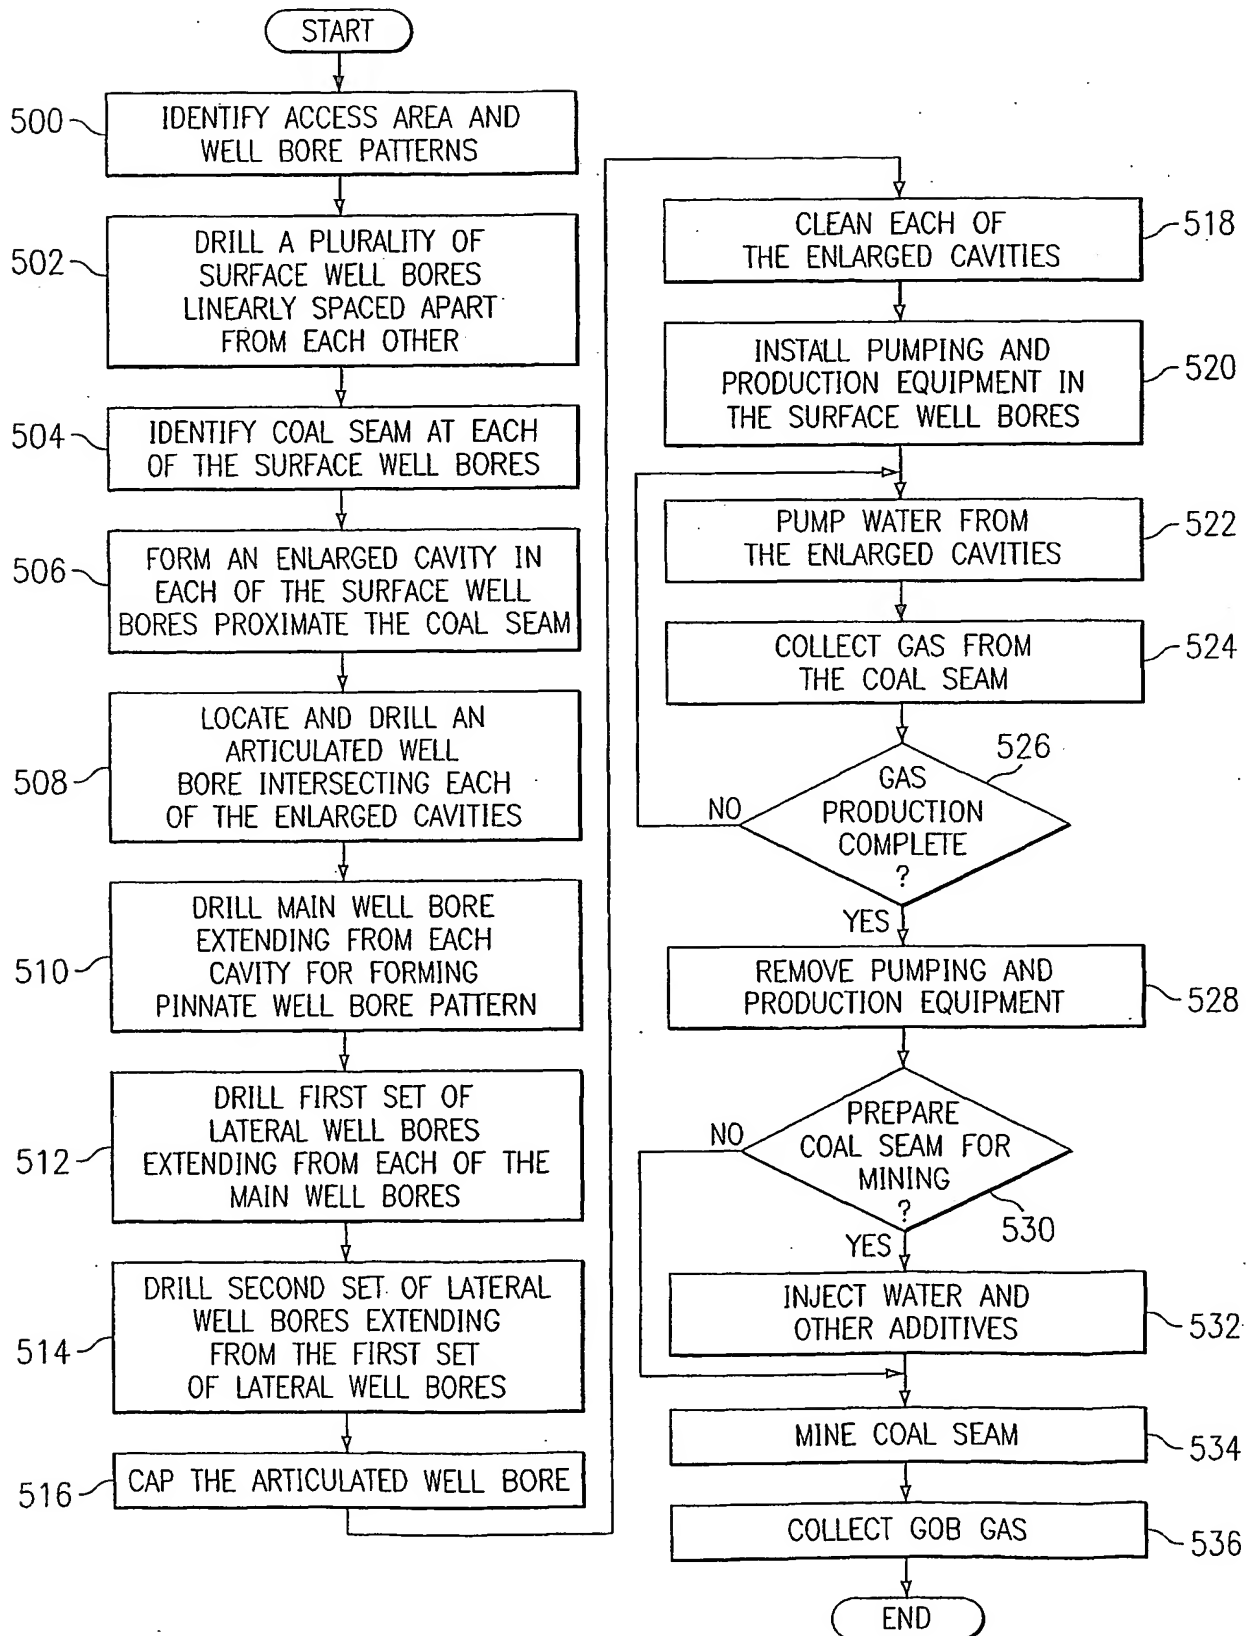 START
500
IDENTIFY ACCESS AREA AND
WELL BORE PATTERNS
502
DRILL A PLURALITY OF
SURFACE WELL BORES
LINEARLY SPACED APART
FROM EACH OTHER
504
IDENTIFY COAL SEAM AT EACH
OF THE SURFACE WELL BORES
506
FORM AN ENLARGED CAVITY IN
EACH OF THE SURFACE WELL
BORES PROXIMATE THE COAL SEAM
508
LOCATE AND DRILL AN
ARTICULATED WELL
BORE INTERSECTING EACH
OF THE ENLARGED CAVITIES
510
DRILL MAIN WELL BORE
EXTENDING FROM EACH
CAVITY FOR FORMING
PINNATE WELL BORE PATTERN
512
DRILL FIRST SET OF
LATERAL WELL BORES
EXTENDING FROM EACH OF THE
MAIN WELL BORES
514
DRILL SECOND SET OF LATERAL
WELL BORES EXTENDING
FROM THE FIRST SET
OF LATERAL WELL BORES
516
CAP THE ARTICULATED WELL BORE
CLEAN EACH OF
THE ENLARGED CAVITIES
518
INSTALL PUMPING AND
PRODUCTION EQUIPMENT IN
THE SURFACE WELL BORES
520
PUMP WATER FROM
THE ENLARGED CAVITIES
522
COLLECT GAS FROM
THE COAL SEAM
524
526
GAS
PRODUCTION
COMPLETE
?
NO
YES
REMOVE PUMPING AND
PRODUCTION EQUIPMENT
528
PREPARE
COAL SEAM FOR
MINING
?
NO
530
YES
INJECT WATER AND
OTHER ADDITIVES
532
MINE COAL SEAM
534
COLLECT GOB GAS
536
END